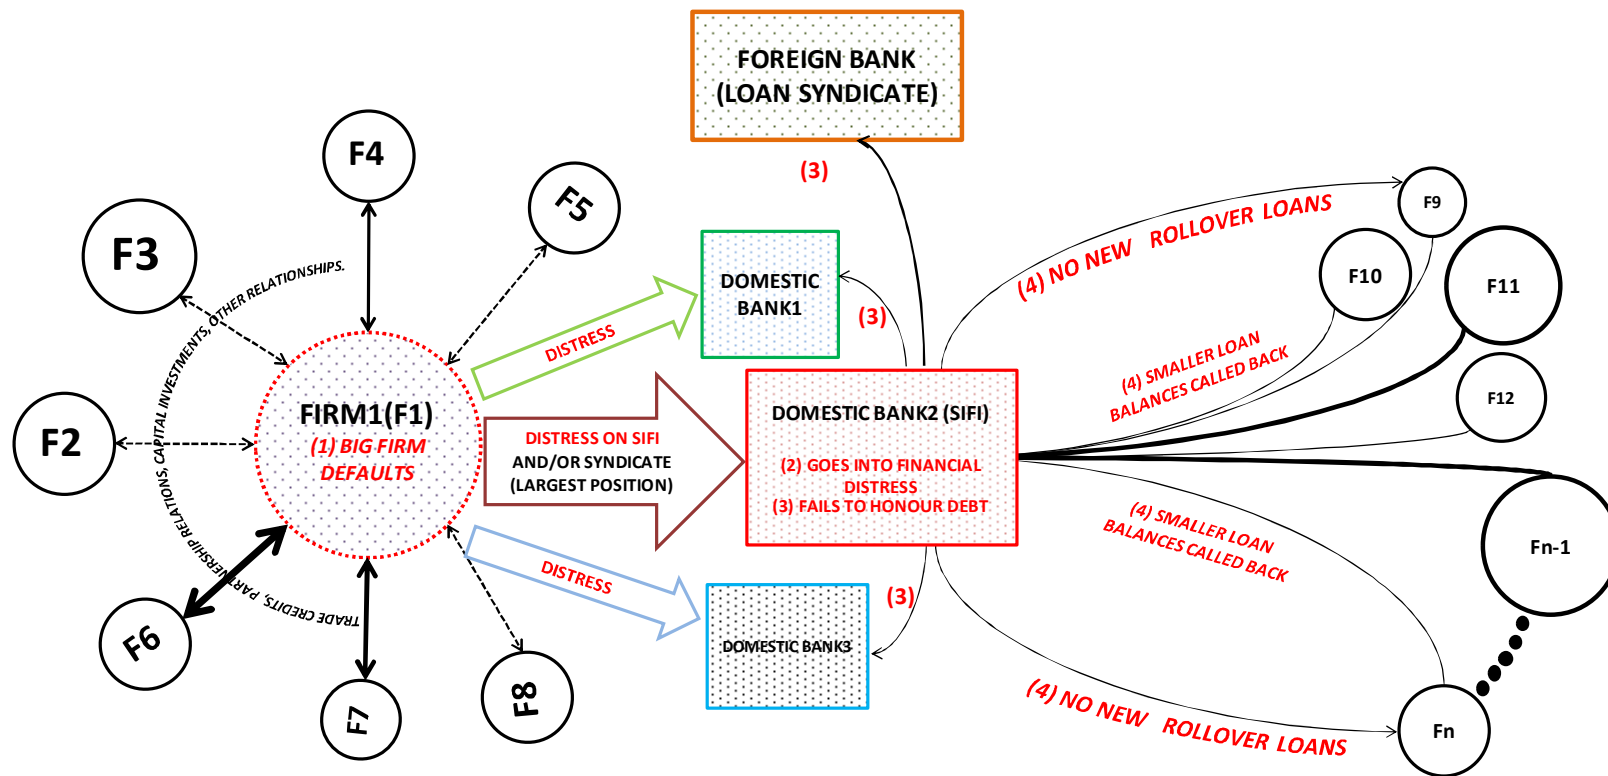 FOREIGN BANK
(LOAN SYNDICATE)
F4
F5
F3
F2
F6
F7
F8
TRADE CREDITS, PARTNERSHIP RELATIONS, CAPITAL INVESTMENTS, OTHER RELATIONSHIPS.
FIRM1(F1)
(1) BIG FIRM
DEFAULTS
DISTRESS
DISTRESS ON SIFI
AND/OR SYNDICATE
(LARGEST POSITION)
DISTRESS
DOMESTIC
BANK1
(3)
(3)
DOMESTIC BANK2 (SIFI)
(2) GOES INTO FINANCIAL
DISTRESS
(3) FAILS TO HONOUR DEBT
(3)
DOMESTIC BANK3
(4) NO NEW ROLLOVER LOANS
(4) SMALLER LOAN
BALANCES CALLED BACK
F9
F10
F11
F12
(4) SMALLER LOAN
BALANCES CALLED BACK
Fn-1
(4) NO NEW ROLLOVER LOANS
Fn